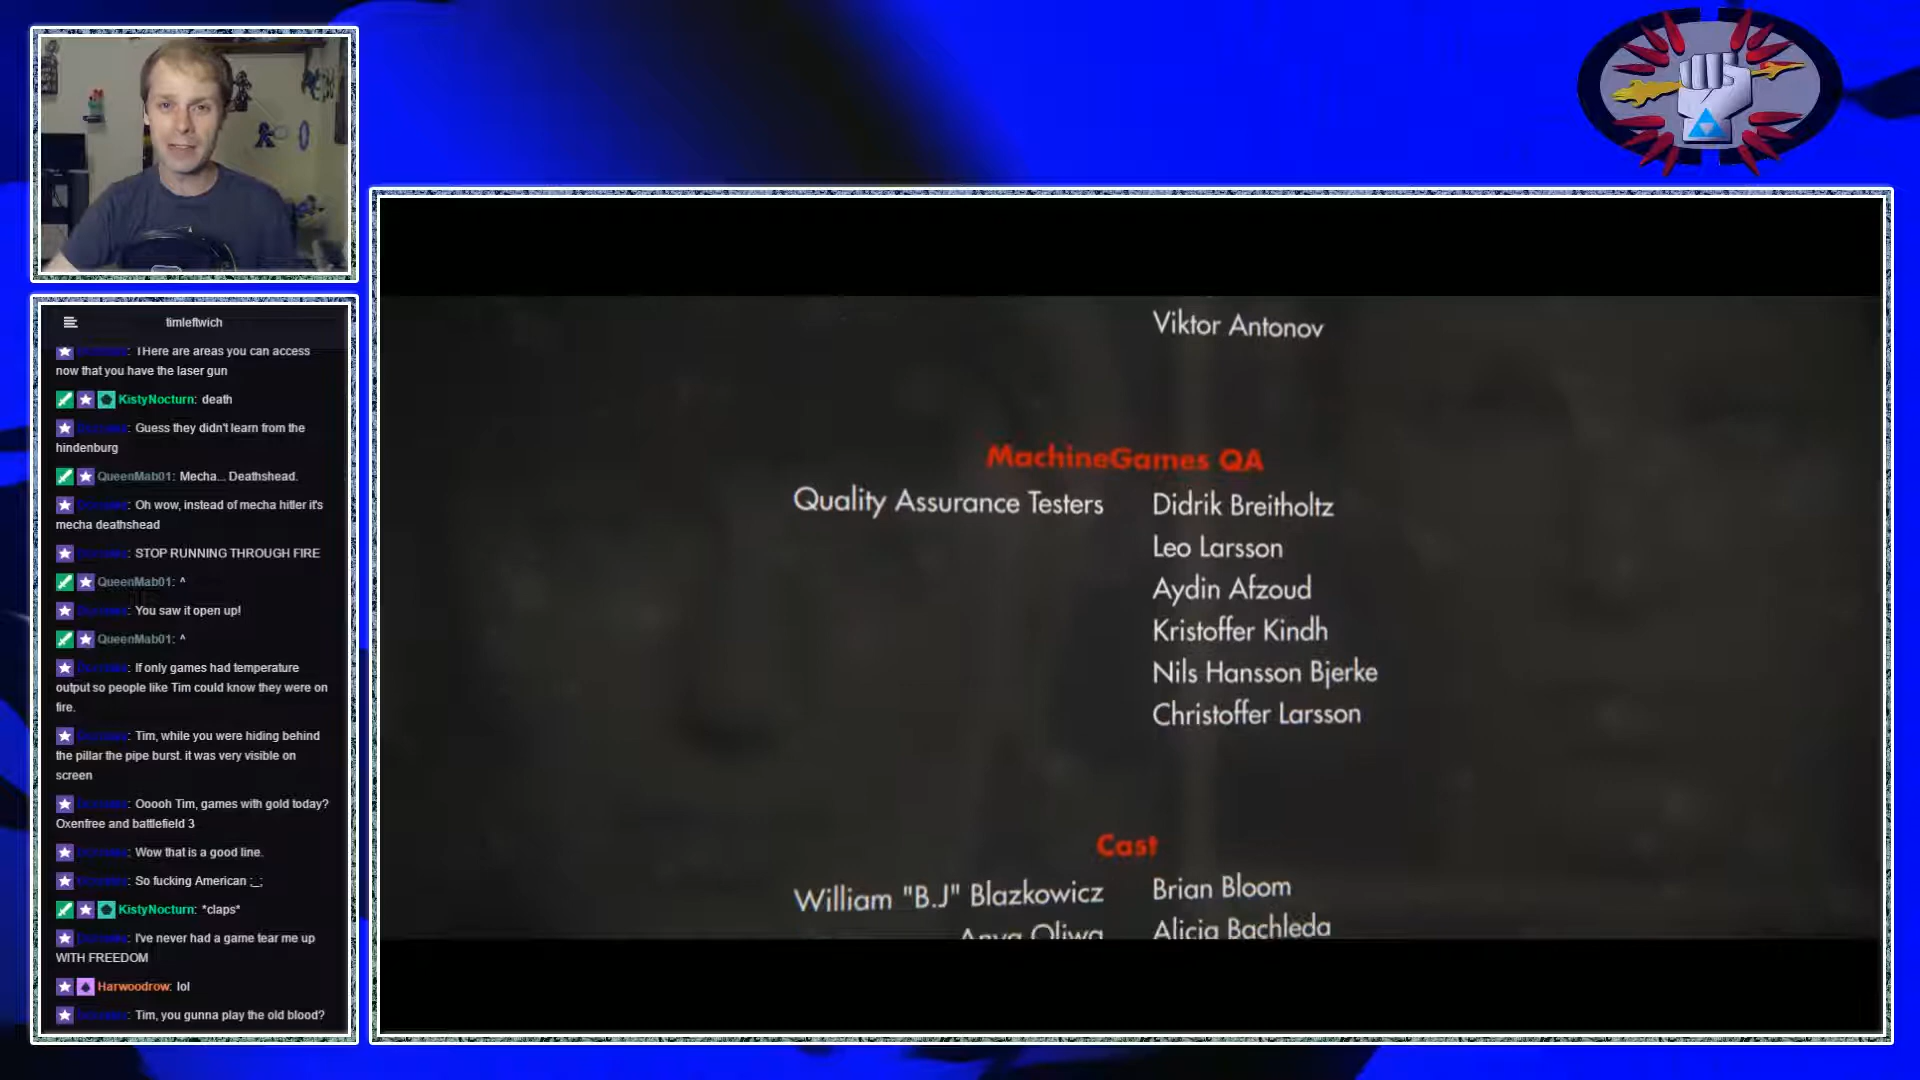 timleftwich
: THere are areas you can access
now that you have the laser gun
KistyNocturn: death
: Guess they didn't learn from the
hindenburg
QueenMab01: Mecha... Deathshead.
: Oh wow, instead of mecha hitler it's
mecha deathshead
: STOP RUNNING THROUGH FIRE
QueenMab01: ^
: You saw it open up!
QueenMab01: ^
: If only games had temperature
output so people like Tim could know they were on
fire.
: Tim, while you were hiding behind
the pillar the pipe burst. it was very visible on
screen
: Ooooh Tim, games with gold today?
Oxenfree and battlefield 3
: Wow that is a good line.
: So fucking American ;_;
KistyNocturn: *claps*
: I've never had a game tear me up
WITH FREEDOM
Harwoodrow: lol
: Tim, you gunna play the old blood?
Viktor Antonov
MachineGames QA
Quality Assurance Testers Didrik Breitholtz
Leo Larsson
Aydin Afzoud
Kristoffer Kindh
Nils Hansson Bjerke
Christoffer Larsson
Cast
William "B.J" Blazkowicz Brian Bloom
Anya Oliwa Alicja Bachleda